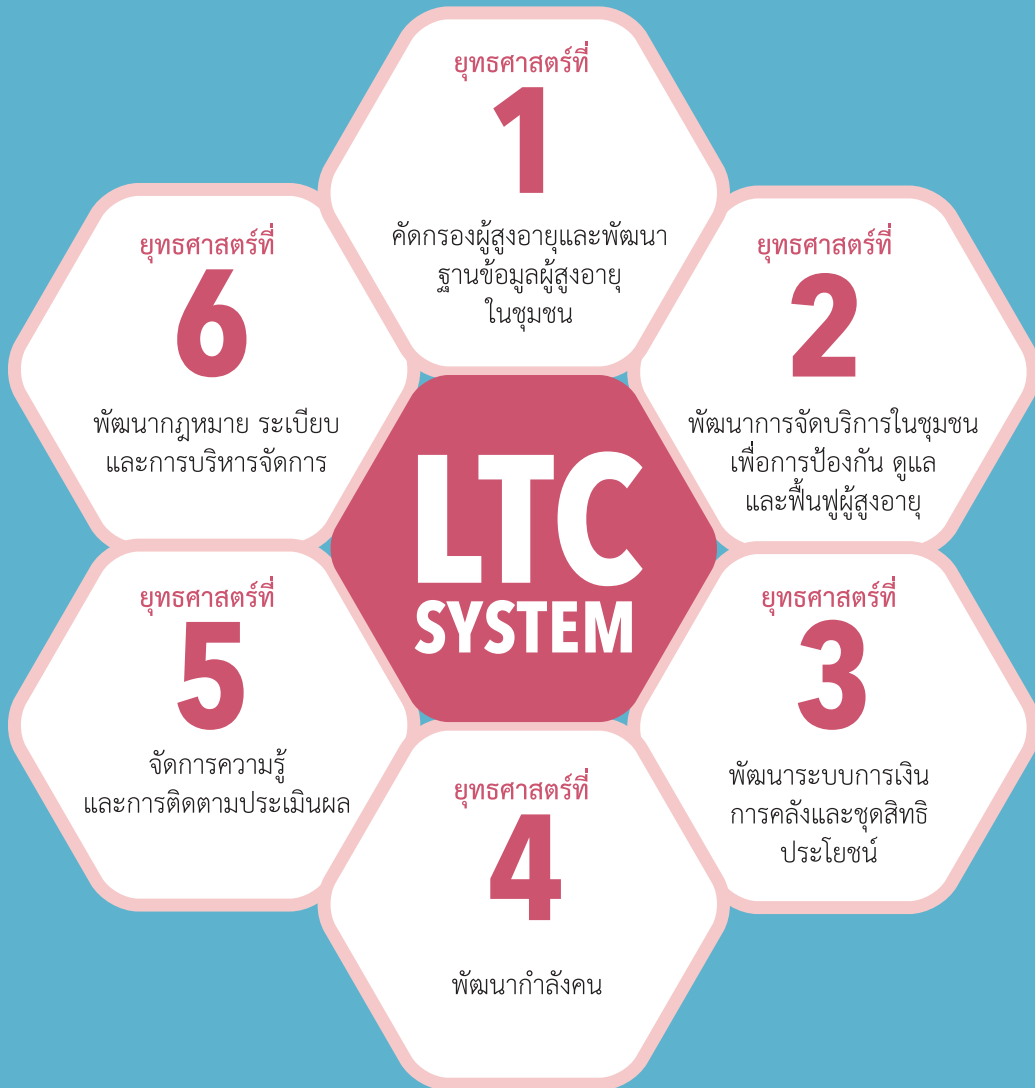 ยุทธศาสตร์ที่
1
คัดกรองผู้สูงอายุและพัฒนา
ฐานข้อมูลผู้สูงอายุ
ในชุมชน
ยุทธศาสตร์ที่
2
พัฒนาการจัดบริการในชุมชน
เพื่อการป้องกัน ดูแล
และฟื้นฟูผู้สูงอายุ
ยุทธศาสตร์ที่
3
พัฒนาระบบการเงิน
การคลังและชุดสิทธิ
ประโยชน์
ยุทธศาสตร์ที่
4
พัฒนากำลังคน
ยุทธศาสตร์ที่
5
จัดการความรู้
และการติดตามประเมินผล
ยุทธศาสตร์ที่
6
พัฒนากฎหมาย ระเบียบ
และการบริหารจัดการ
LTC
SYSTEM